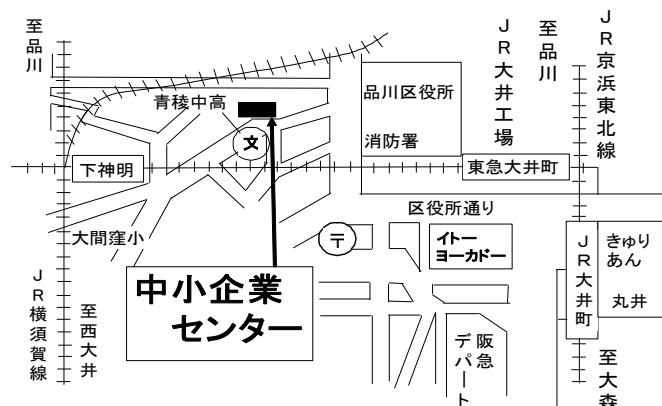 至品川
青稜中高
文
下神明
大間窪小
JR横須賀線
至西大井
中小企業
センター
品川区役所
消防署
JR大井工場
至品川
JR京浜東北線
東急大井町
区役所通り
〒
イトー
ヨーカドー
阪急
デパート
JR大井町
きゅり
あん
丸井
至大森